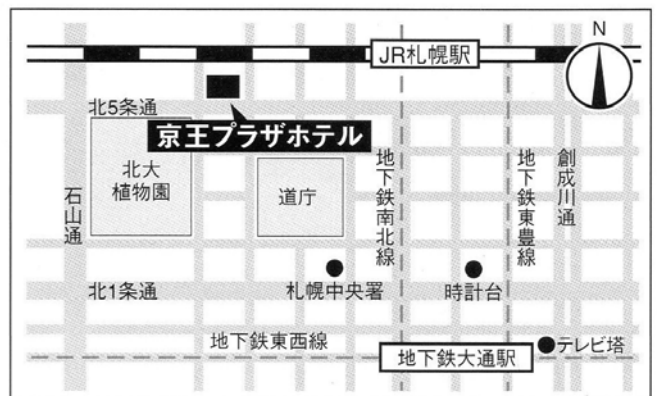 N
JR札幌駅
北5条通
京王プラザホテル
北大
植物園
道庁
石山通
地下鉄南北線
地下鉄東豊線
創成川通
北1条通
札幌中央署
時計台
地下鉄東西線
地下鉄大通駅
テレビ塔